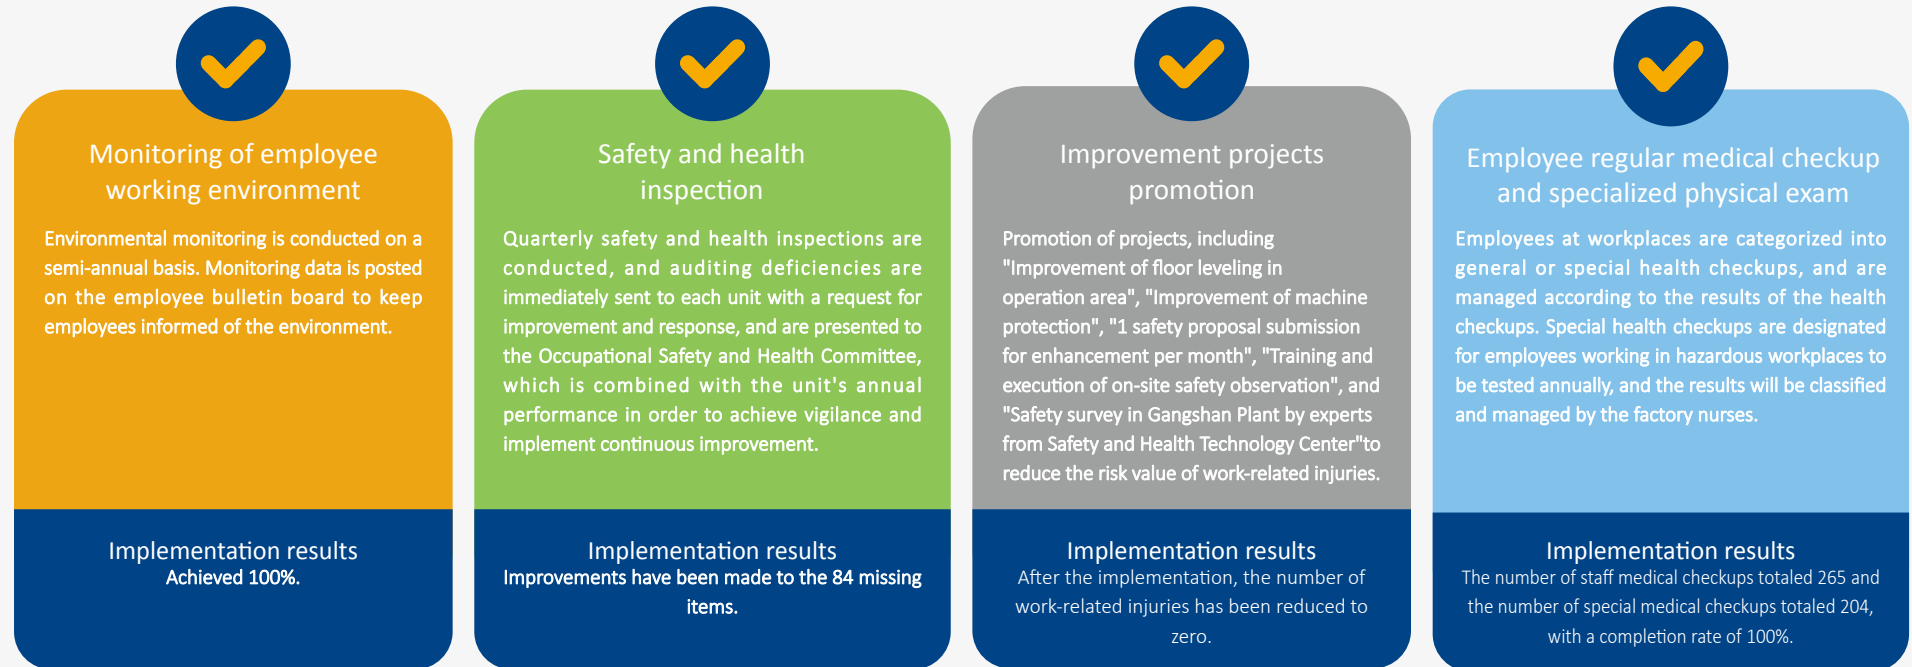 Monitoring of employee
working environment
Environmental monitoring is conducted on a
semi-annual basis. Monitoring data is posted
on the employee bulletin board to keep
employees informed of the environment.
Implementation results
Achieved 100%.
Safety and health
inspection
Quarterly safety and health inspections are
conducted, and auditing deficiencies are
immediately sent to each unit with a request for
improvement and response, and are presented to
the Occupational Safety and Health Committee,
which is combined with the unit's annual
performance in order to achieve vigilance and
implement continuous improvement.
Implementation results
Improvements have been made to the 84 missing
items.
Improvement projects
promotion
Promotion of projects, including
"Improvement of floor leveling in
operation area", "Improvement of machine
protection", "1 safety proposal submission
for enhancement per month", "Training and
execution of on-site safety observation", and
"Safety survey in Gangshan Plant by experts
from Safety and Health Technology Center"to
reduce the risk value of work-related injuries.
Implementation results
After the implementation, the number of
work-related injuries has been reduced to
zero.
Employee regular medical checkup
and specialized physical exam
Employees at workplaces are categorized into
general or special health checkups, and are
managed according to the results of the health
checkups. Special health checkups are designated
for employees working in hazardous workplaces to
be tested annually, and the results will be classified
and managed by the factory nurses.
Implementation results
The number of staff medical checkups totaled 265 and
the number of special medical checkups totaled 204,
with a completion rate of 100%.